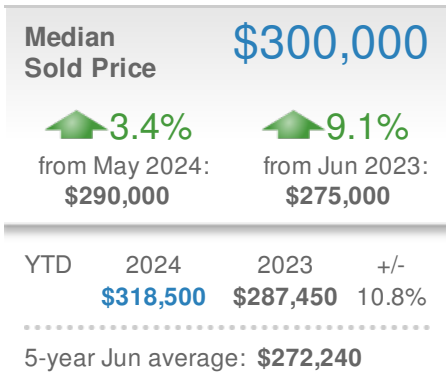 Median
Sold Price
$300,000
3.4%
from May 2024:
$290,000
9.1%
from Jun 2023:
$275,000
YTD 2024 2023 +/-
$318,500 $287,450 10.8%
5-year Jun average: $272,240